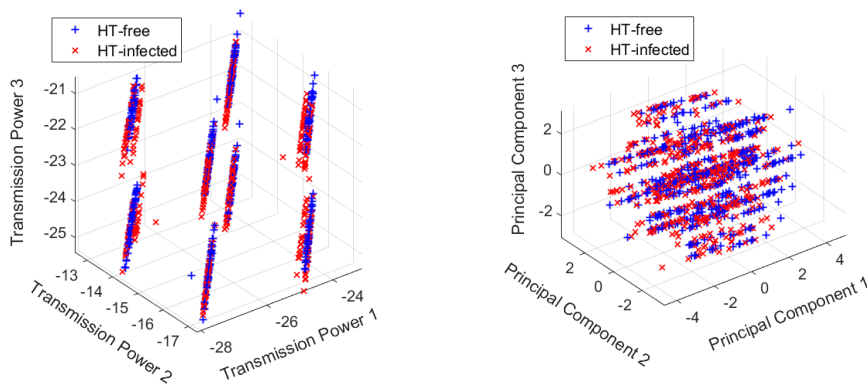 HT-free
HT-infected
Transmission Power 3
-21
-22
-23
-24
-25
-13
-14
-15
-16
-17
Transmission Power 2
-28
-26
-24
Transmission Power 1
HT-free
HT-infected
Principal Component 3
2
0
-2
2
0
-2
Principal Component 2
-4
-2
0
2
4
Principal Component 1